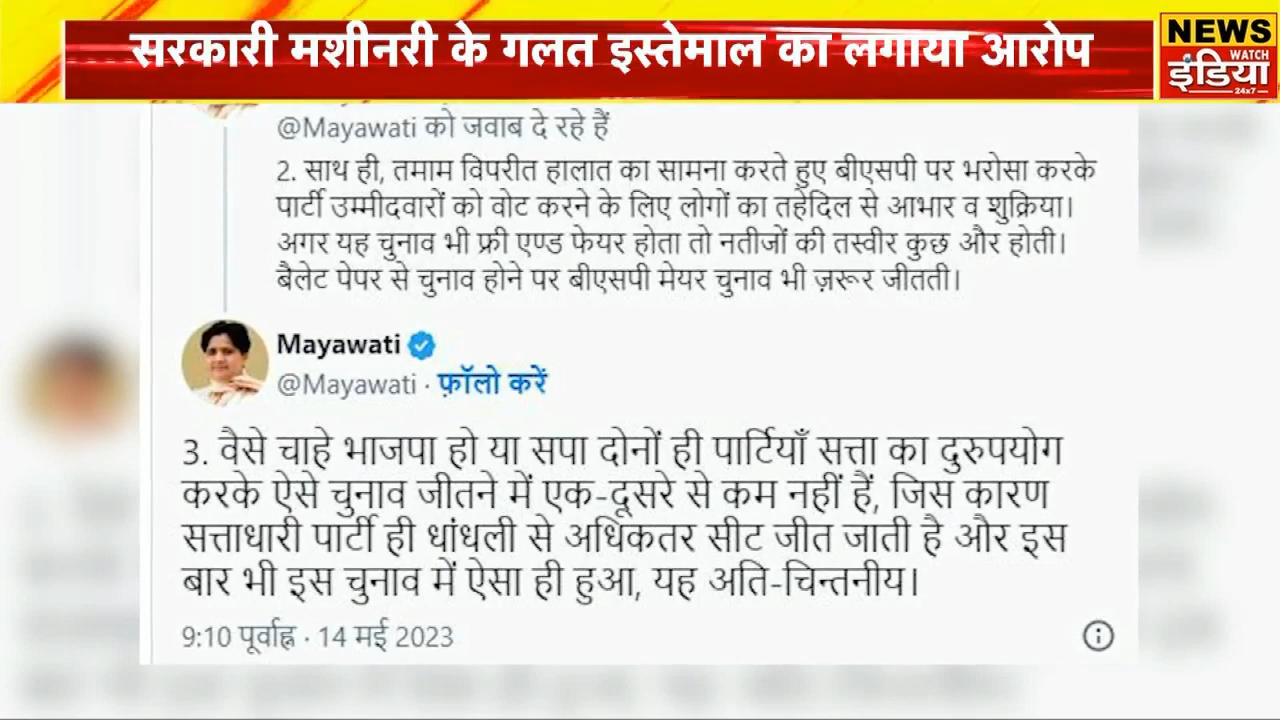 सरकारी मशीनरी के गलत इस्तेमाल का लगाया आरोप
NEWS
WATCH
इंडिया
24x7
@Mayawati को जवाब दे रहे हैं
2. साथ ही, तमाम विपरीत हालात का सामना करते हुए बीएसपी पर भरोसा करके
पार्टी उम्मीदवारों को वोट करने के लिए लोगों का तहेदिल से आभार व शुक्रिया।
अगर यह चुनाव भी फ्री एण्ड फेयर होता तो नतीजों की तस्वीर कुछ और होती।
बैलेट पेपर से चुनाव होने पर बीएसपी मेयर चुनाव भी ज़रूर जीतती।
Mayawati
@Mayawati · फ़ॉलो करें
3. वैसे चाहे भाजपा हो या सपा दोनों ही पार्टियाँ सत्ता का दुरुपयोग
करके ऐसे चुनाव जीतने में एक-दूसरे से कम नहीं हैं, जिस कारण
सत्ताधारी पार्टी ही धांधली से अधिकतर सीट जीत जाती है और इस
बार भी इस चुनाव में ऐसा ही हुआ, यह अति-चिन्तनीय।
9:10 पूर्वाह्न · 14 मई 2023